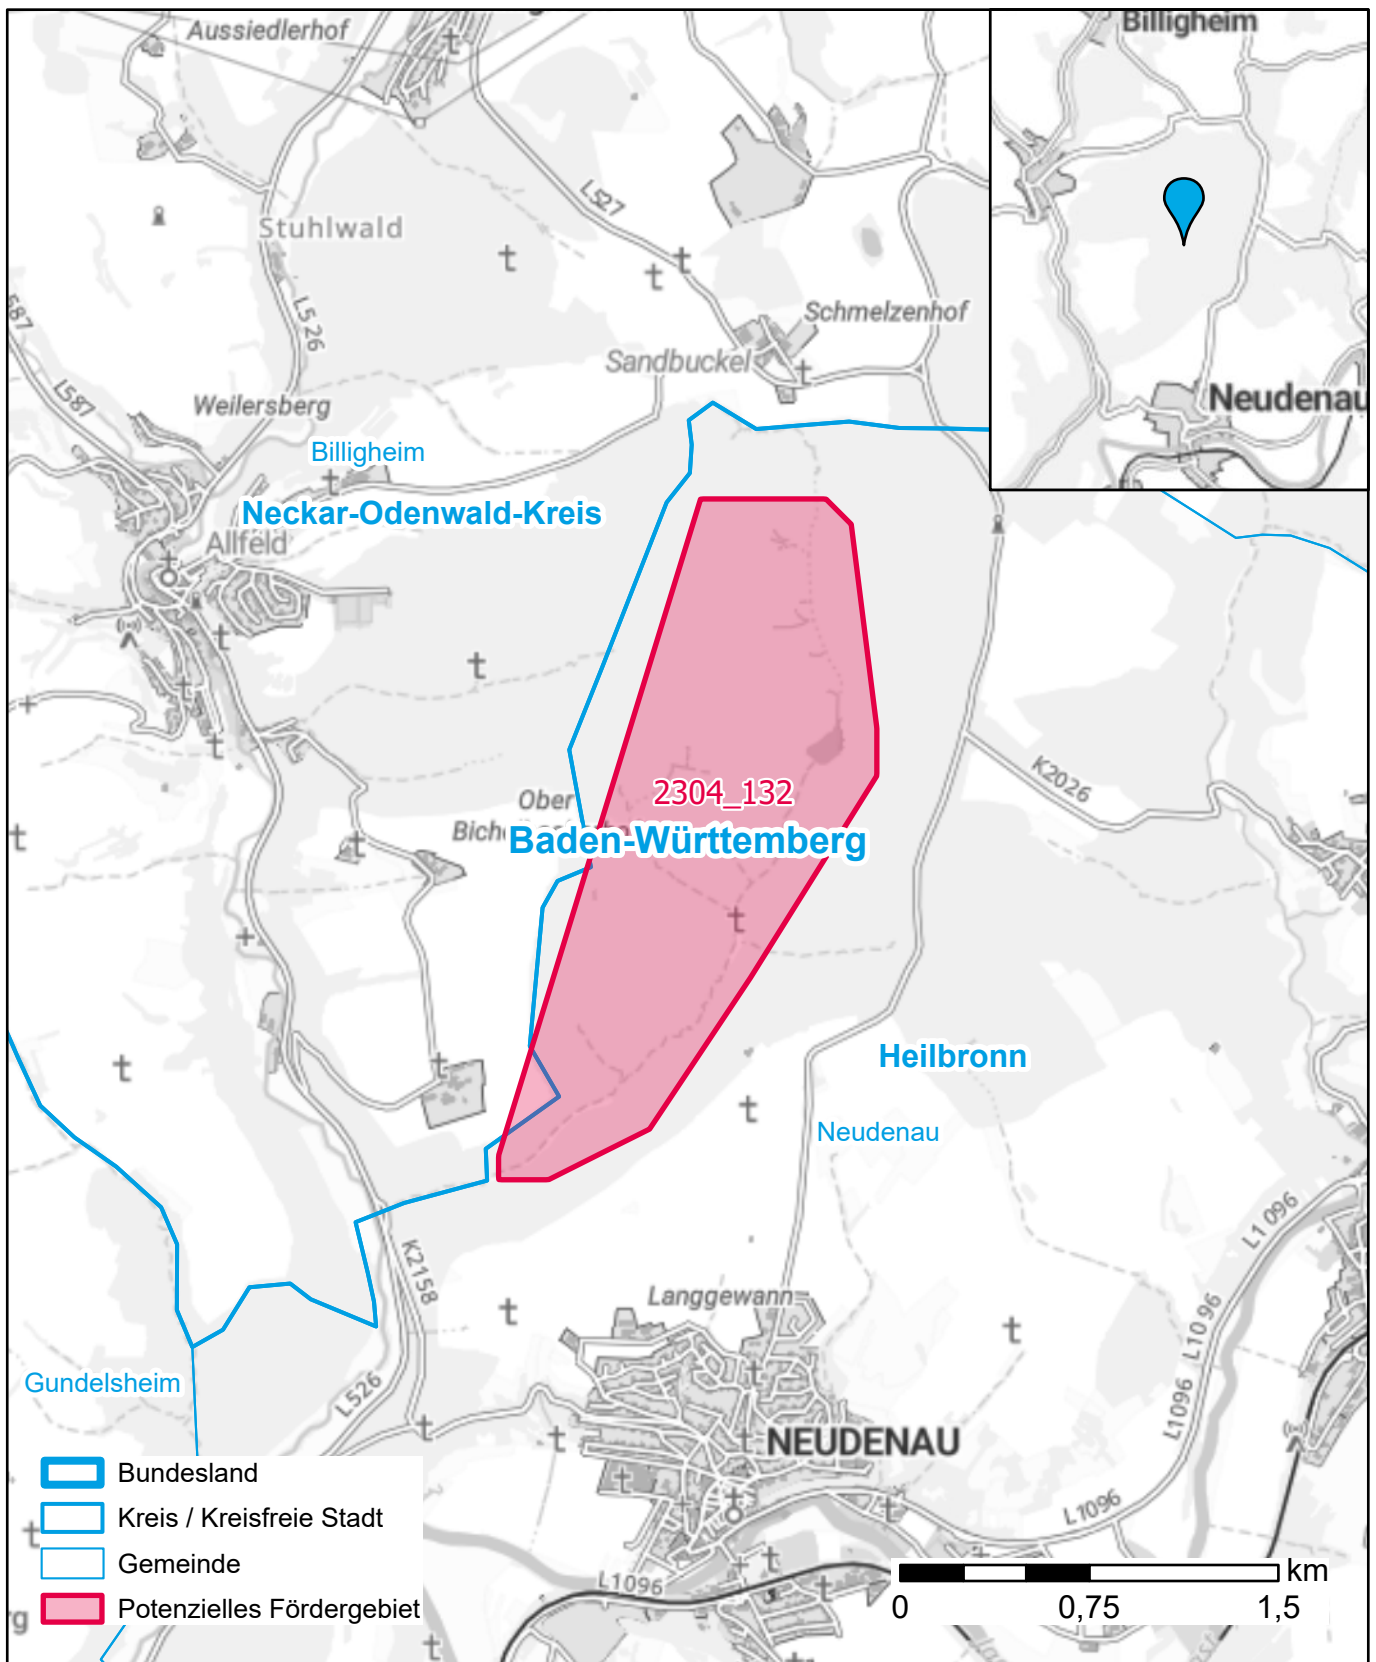 Aussiedlerhof
Billigheim
L527
Stuhlwald
L526
Schmelzenhof
Sandbuckel
587
L587
Weilersberg
Neudenau
Billigheim
Neckar-Odenwald-Kreis
Allfeld
K2026
2304_132
Ober
Baden-Württemberg
Heilbronn
Neudenau
K2158
L1096
Langgewann
L1096
Gundelsheim
L526
L1096
NEUDENAU
L1096
L1096
Bundesland
Kreis / Kreisfreie Stadt
Gemeinde
Potenzielles Fördergebiet
km
0
0,75
1,5